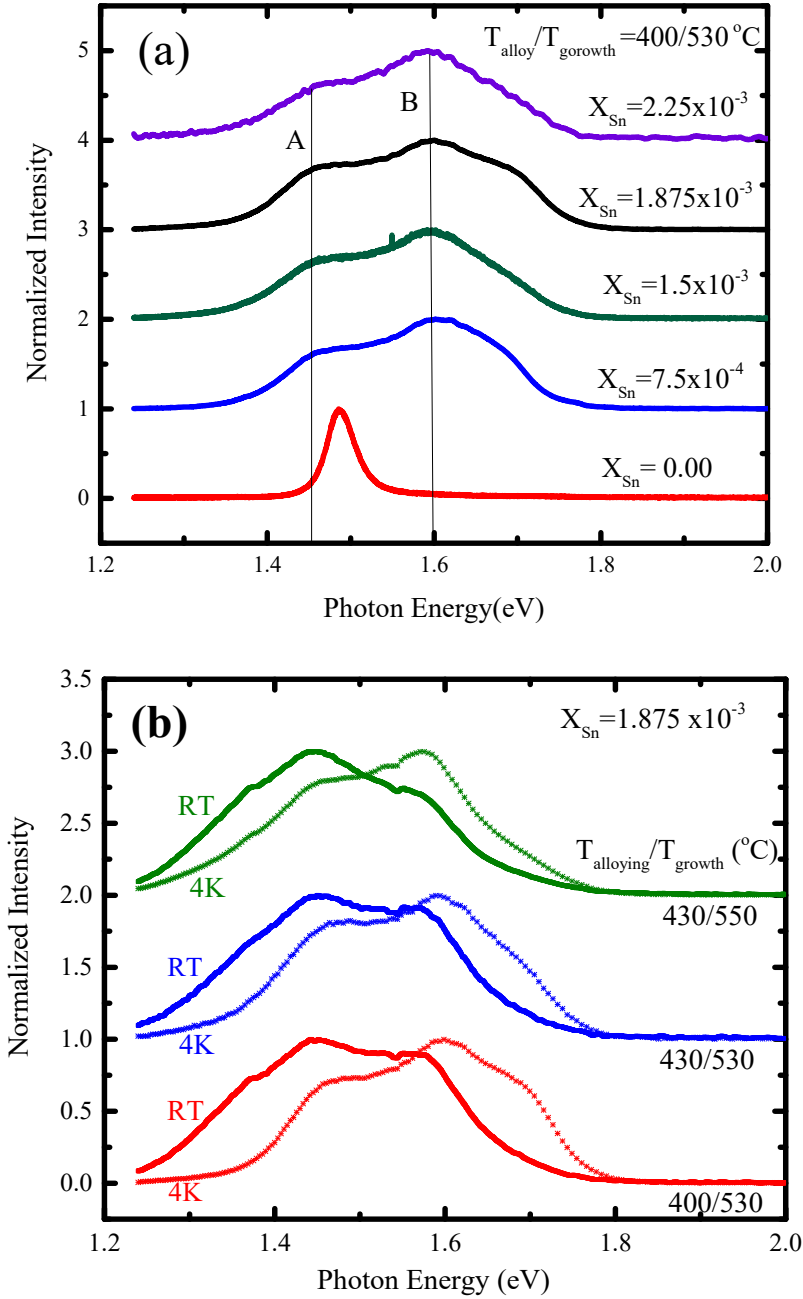 (a)
T_alloy/T_gorowth =400/530 °C
X_Sn=2.25x10^-3
A
B
X_Sn=1.875x10^-3
X_Sn=1.5x10^-3
X_Sn=7.5x10^-4
X_Sn= 0.00
5
4
3
2
1
0
Normalized Intensity
1.2 1.4 1.6 1.8 2.0
Photon Energy(eV)
(b)
X_Sn=1.875 x10^-3
RT
4K
T_alloying/T_growth (°C)
430/550
RT
4K
430/530
RT
4K
400/530
3.5
3.0
2.5
2.0
1.5
1.0
0.5
0.0
Normalized Intensity
1.2 1.4 1.6 1.8 2.0
Photon Energy (eV)